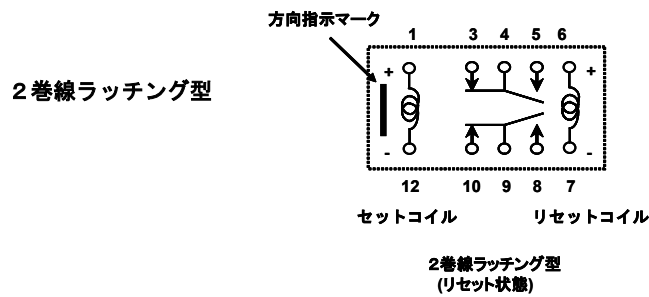 方向指示マーク
1 3 4 5 6
+ +
２巻線ラッチング型
- -
12 10 9 8 7
セットコイル リセットコイル
２巻線ラッチング型
(リセット状態)